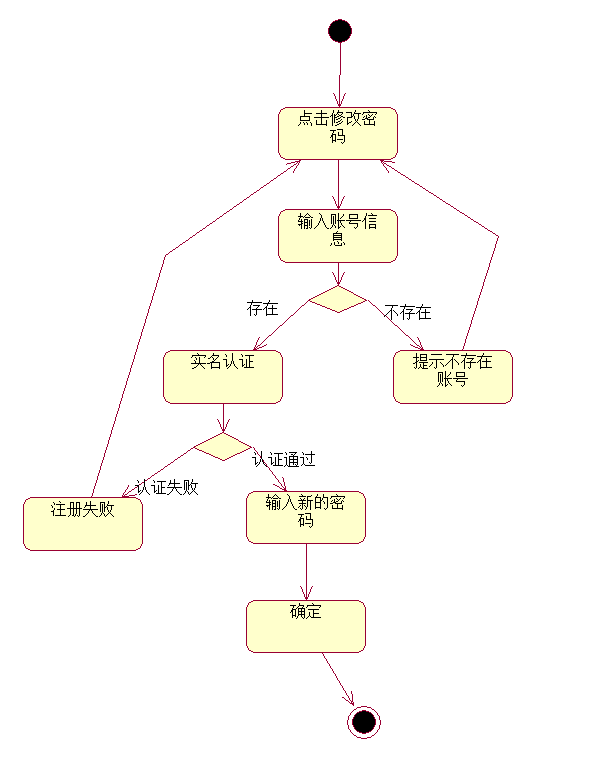 点击修改密
码
输入账号信
息
存在
不存在
实名认证
提示不存在
账号
认证通过
认证失败
注册失败
输入新的密
码
确定